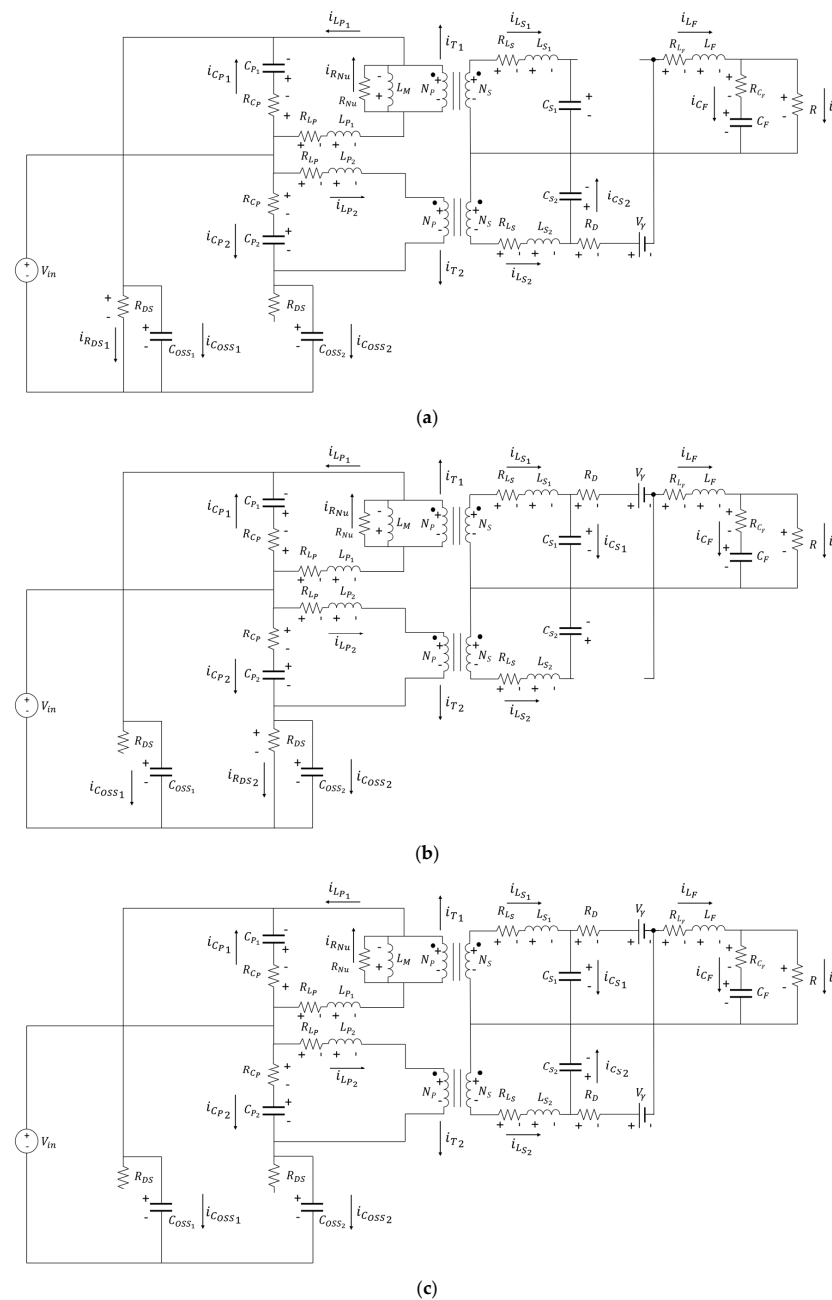 i_{L_{P_1}} i_{T_1} i_{L_{S_1}} i_{L_F}
R_{L_S} L_{S_1} R_{L_F} L_F
i_{C_{P_1}} C_{P_1} i_{R_{Nu}} R_{Nu} L_M N_P N_S
R_{C_P} C_{S_1} i_{C_F} R_{C_F} C_F R i
R_{L_P} L_{P_1}
R_{L_P} L_{P_2}
R_{C_P} i_{L_{P_2}} C_{S_2} i_{C_{S_2}}
i_{C_{P_2}} C_{P_2} N_P N_S R_{L_S} L_{S_2} R_D V_γ
V_{in} i_{T_2} i_{L_{S_2}}
R_{DS} R_{DS}
i_{R_{DS_1}} C_{OSS_1} i_{C_{OSS_1}} C_{OSS_2} i_{C_{OSS_2}}
(a)
i_{L_{P_1}} i_{T_1} i_{L_{S_1}} V_γ i_{L_F}
R_{L_S} L_{S_1} R_D R_{L_F} L_F
i_{C_{P_1}} C_{P_1} i_{R_{Nu}} R_{Nu} L_M N_P N_S
R_{C_P} C_{S_1} i_{C_{S_1}} i_{C_F} R_{C_F} C_F R i
R_{L_P} L_{P_1}
R_{L_P} L_{P_2}
R_{C_P} i_{L_{P_2}} C_{S_2}
i_{C_{P_2}} C_{P_2} N_P N_S R_{L_S} L_{S_2}
V_{in} i_{T_2} i_{L_{S_2}}
R_{DS} R_{DS}
i_{C_{OSS_1}} C_{OSS_1} i_{R_{DS_2}} C_{OSS_2} i_{C_{OSS_2}}
(b)
i_{L_{P_1}} i_{T_1} i_{L_{S_1}} V_γ i_{L_F}
R_{L_S} L_{S_1} R_D R_{L_F} L_F
i_{C_{P_1}} C_{P_1} i_{R_{Nu}} R_{Nu} L_M N_P N_S
R_{C_P} C_{S_1} i_{C_{S_1}} i_{C_F} R_{C_F} C_F R i
R_{L_P} L_{P_1}
R_{L_P} L_{P_2}
R_{C_P} i_{L_{P_2}} C_{S_2} i_{C_{S_2}}
i_{C_{P_2}} C_{P_2} N_P N_S R_{L_S} L_{S_2} R_D V_γ
V_{in} i_{T_2} i_{L_{S_2}}
R_{DS} R_{DS}
C_{OSS_1} i_{C_{OSS_1}} C_{OSS_2} i_{C_{OSS_2}}
(c)